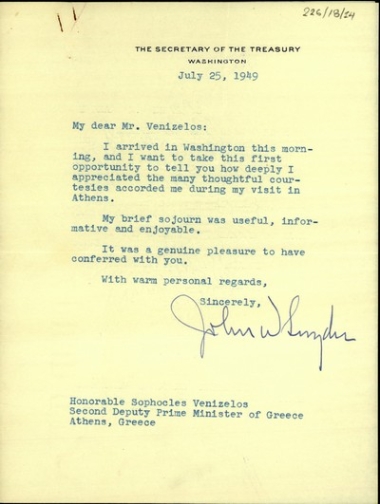 226/18/24
THE SECRETARY OF THE TREASURY
WASHINGTON
July 25, 1949
My dear Mr. Venizelos:
I arrived in Washington this morn-
ing, and I want to take this first
opportunity to tell you how deeply I
appreciated the many thoughtful cour-
tesies accorded me during my visit in
Athens.
My brief sojourn was useful, infor-
mative and enjoyable.
It was a genuine pleasure to have
conferred with you.
With warm personal regards,
Sincerely,
John W Snyder
Honorable Sophocles Venizelos
Second Deputy Prime Minister of Greece
Athens, Greece